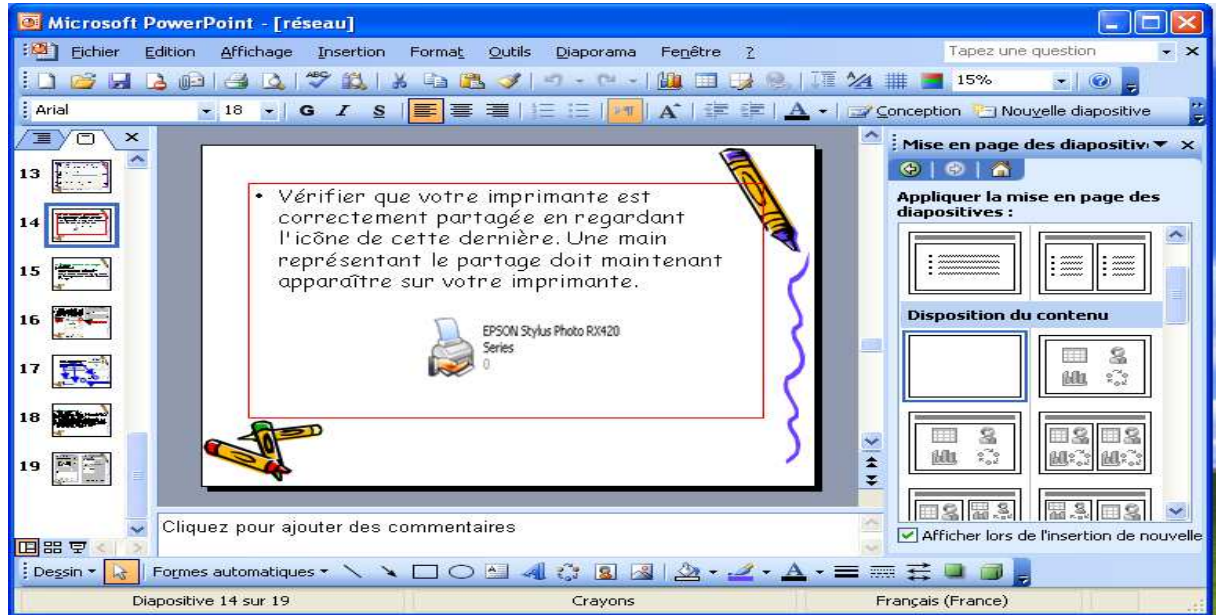 Microsoft PowerPoint - [réseau]
Fichier Edition Affichage Insertion Format Outils Diaporama Fenêtre ? Tapez une question
15%
Arial 18 G I S Conception Nouvelle diapositive
13
14
15
16
17
18
19
• Vérifier que votre imprimante est
correctement partagée en regardant
l'icône de cette dernière. Une main
représentant le partage doit maintenant
apparaître sur votre imprimante.
EPSON Stylus Photo RX420
Series
0
Cliquez pour ajouter des commentaires
Mise en page des diapositiv
Appliquer la mise en page des
diapositives :
Disposition du contenu
Afficher lors de l'insertion de nouvelle
Dessin Formes automatiques
Diapositive 14 sur 19 Crayons Français (France)